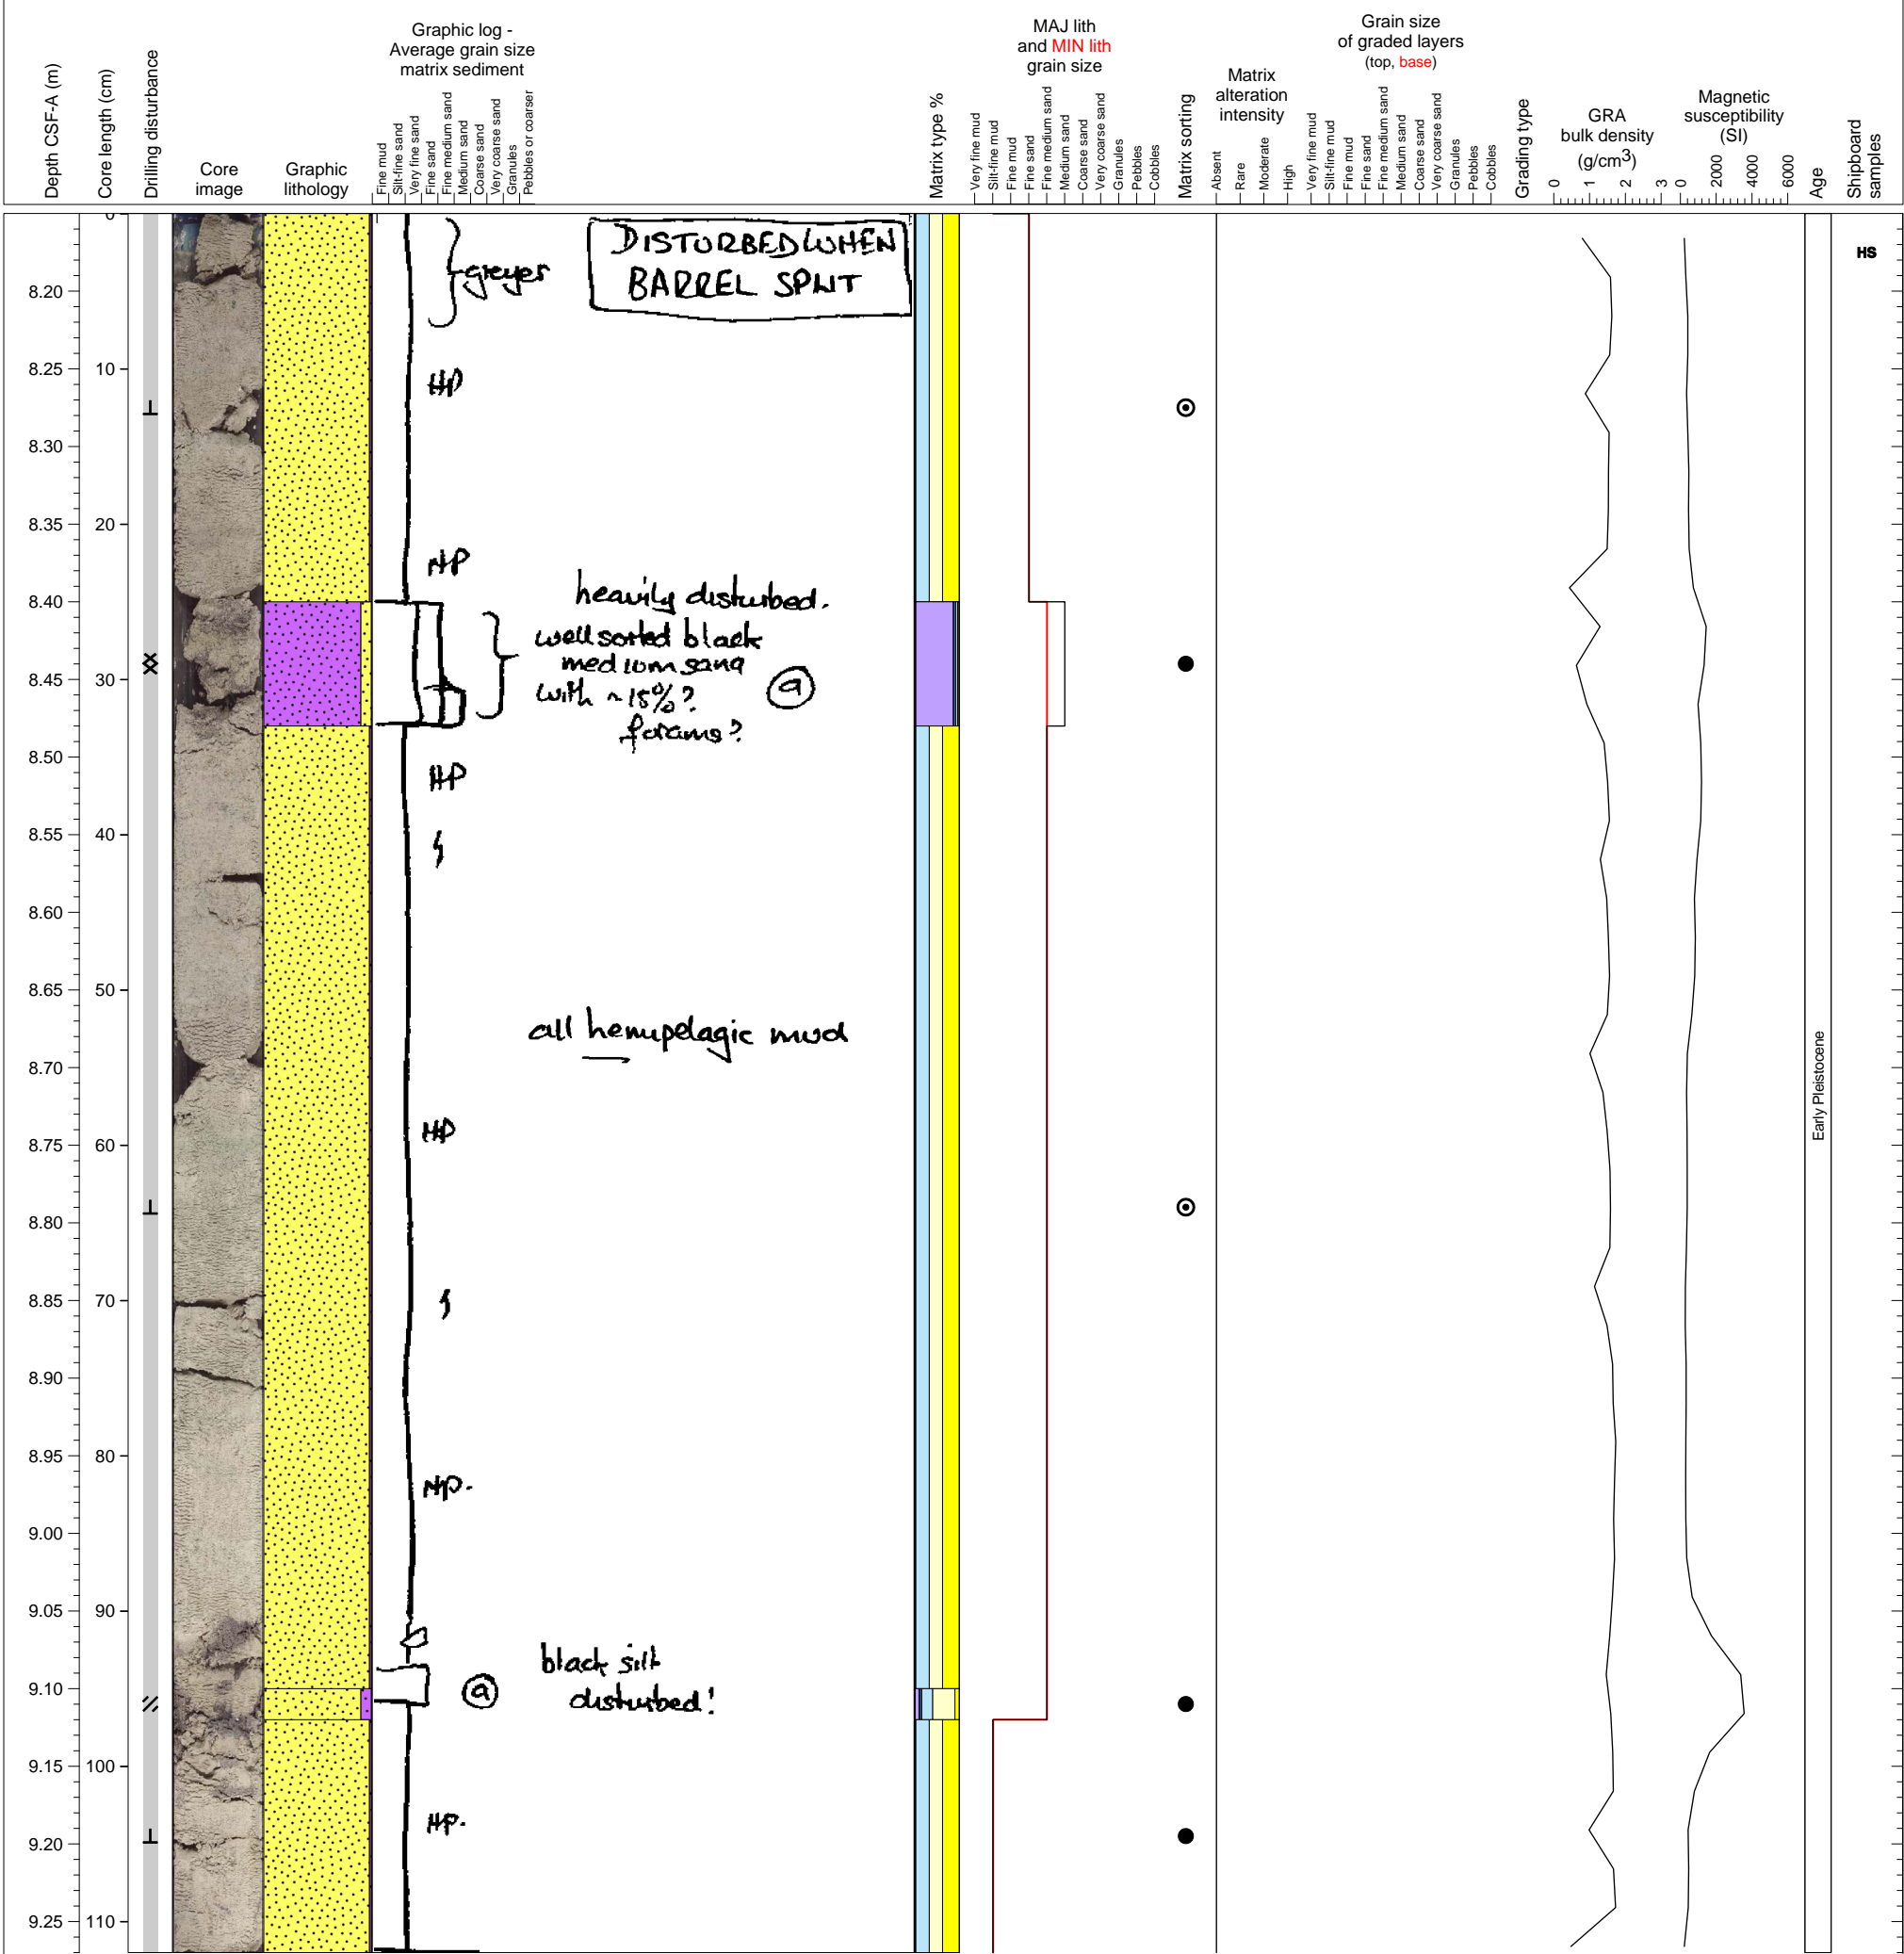 Depth CSF-A (m)
Core length (cm)
Drilling disturbance
Core
image
Graphic
lithology
Graphic log -
Average grain size
matrix sediment
Fine mud
Silt-fine sand
Very fine sand
Fine sand
Fine medium sand
Medium sand
Coarse sand
Very coarse sand
Granules
Pebbles or coarser
Matrix type %
MAJ lith
and MIN lith
grain size
Very fine mud
Silt-fine mud
Fine mud
Fine sand
Fine medium sand
Medium sand
Coarse sand
Very coarse sand
Granules
Pebbles
Cobbles
Matrix sorting
Matrix
alteration
intensity
Absent
Rare
Moderate
High
Grain size
of graded layers
(top, base)
Very fine mud
Silt-fine mud
Fine mud
Fine sand
Fine medium sand
Medium sand
Coarse sand
Very coarse sand
Granules
Pebbles
Cobbles
Grading type
GRA
bulk density
(g/cm3)
0 1 2 3
Magnetic
susceptibility
(SI)
0 2000 4000 6000
Age
Shipboard
samples
0
DISTURBED WHEN
BARREL SPLIT
greyer
HS
8.20
8.25 10
HP
8.30
8.35 20
HP
8.40
heavily disturbed.
well sorted black
medium sand
with ~15%?
forams?
a
8.45 30
8.50
HP
8.55 40
8.60
8.65 50
all hemipelagic mud
8.70
Early Pleistocene
8.75 60
HP
8.80
8.85 70
8.90
8.95 80
HP.
9.00
9.05 90
black silt
disturbed!
a
9.10
9.15 100
HP.
9.20
9.25 110